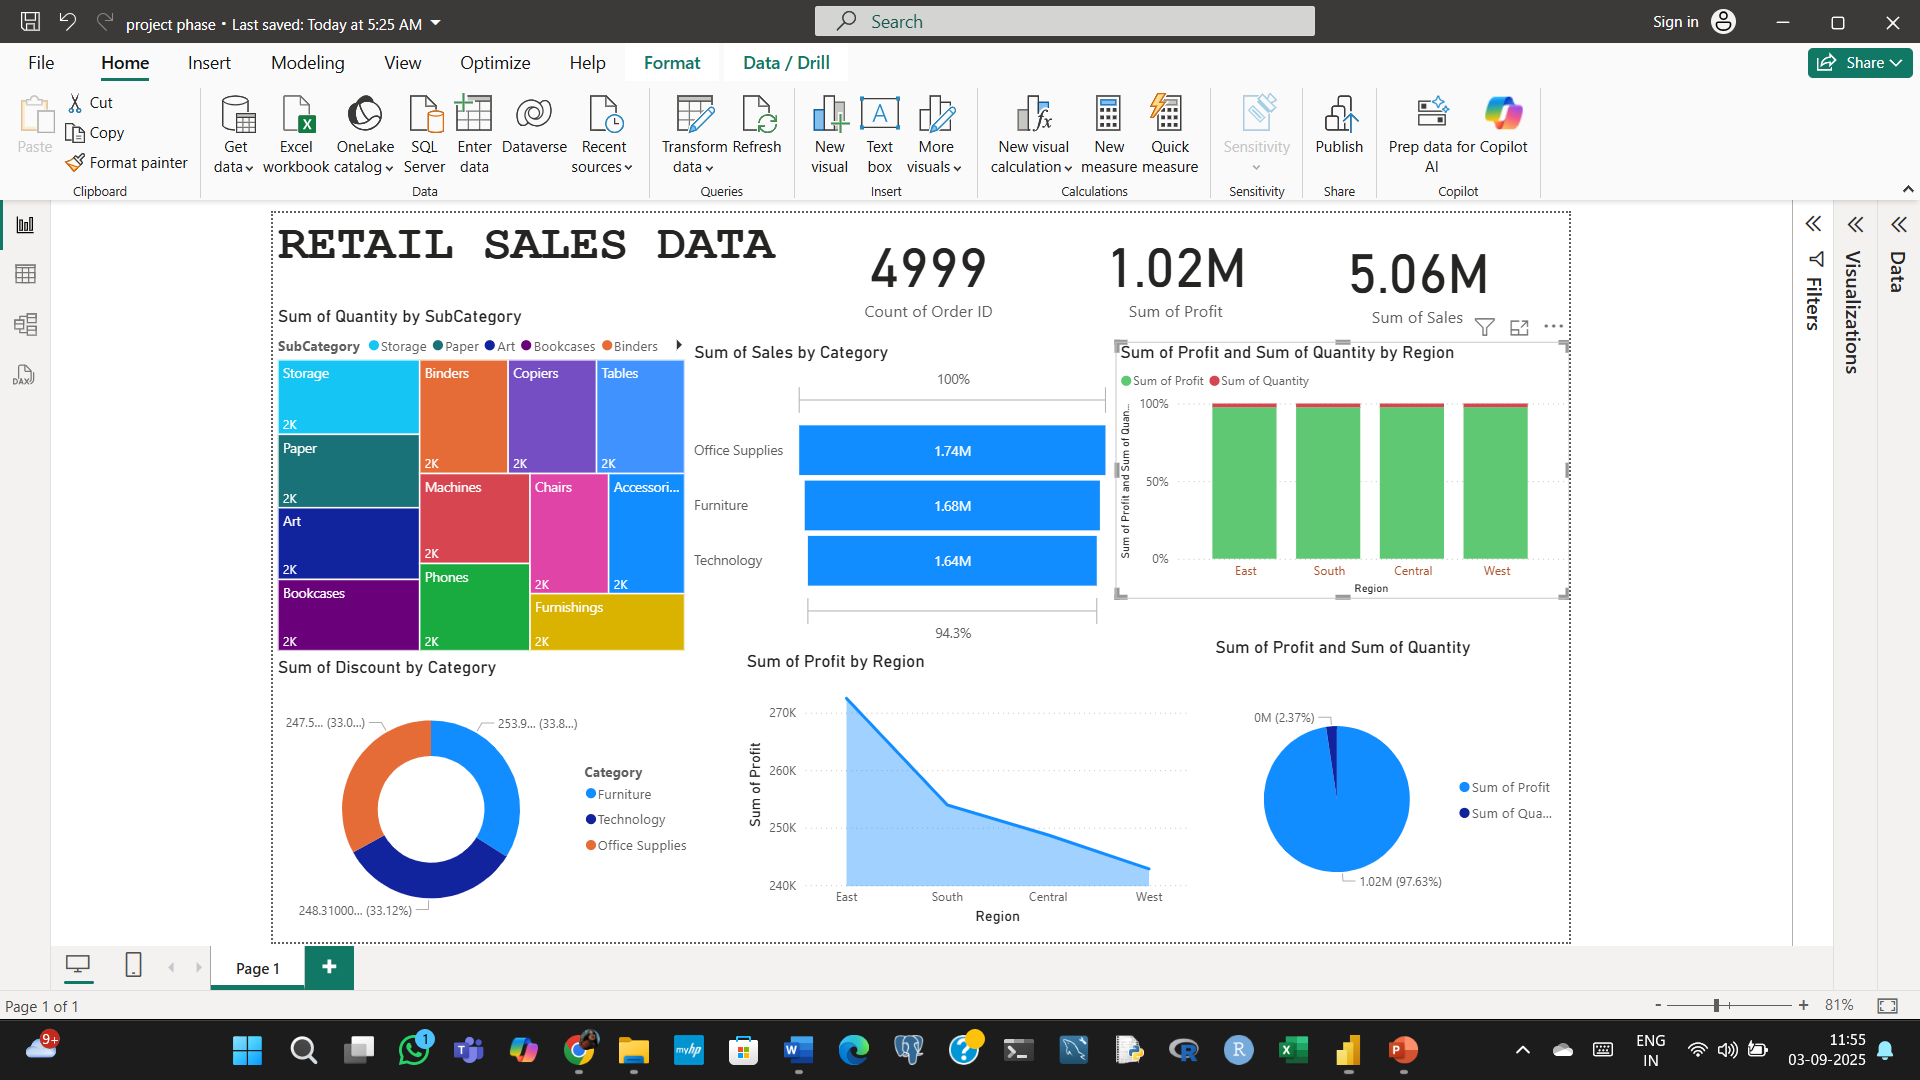 project phase • Last saved: Today at 5:25 AM
Search
Sign in
File
Home
Insert
Modeling
View
Optimize
Help
Format
Data / Drill
Share
Paste
Cut
Copy
Format painter
Clipboard
Get data
Excel workbook
OneLake catalog
SQL Server
Enter data
Dataverse
Recent sources
Data
Transform data
Refresh
Queries
New visual
Text box
More visuals
Insert
New visual calculation
New measure
Quick measure
Calculations
Sensitivity
Sensitivity
Publish
Share
Prep data for AI
Copilot
Copilot
DAX
Filters
Visualizations
Data
RETAIL SALES DATA
4999
Count of Order ID
1.02M
Sum of Profit
5.06M
Sum of Sales
Sum of Quantity by SubCategory
SubCategory Storage Paper Art Bookcases Binders
Storage
2K
Paper
2K
Art
2K
Bookcases
2K
Binders
2K
Copiers
2K
Tables
2K
Machines
2K
Chairs
2K
Accessori...
2K
Phones
2K
Furnishings
2K
Sum of Sales by Category
100%
Office Supplies
1.74M
Furniture
1.68M
Technology
1.64M
94.3%
Sum of Profit and Sum of Quantity by Region
Sum of Profit Sum of Quantity
Sum of Profit and Sum of Quan...
100%
50%
0%
East South Central West
Region
Sum of Discount by Category
247.5... (33.0...)
253.9... (33.8...)
248.31000... (33.12%)
Category
Furniture
Technology
Office Supplies
Sum of Profit by Region
Sum of Profit
270K
260K
250K
240K
East South Central West
Region
Sum of Profit and Sum of Quantity
0M (2.37%)
1.02M (97.63%)
Sum of Profit
Sum of Qua...
Page 1
Page 1 of 1
- + 81%
9+
1
myhp
ENG
IN
11:55
03-09-2025